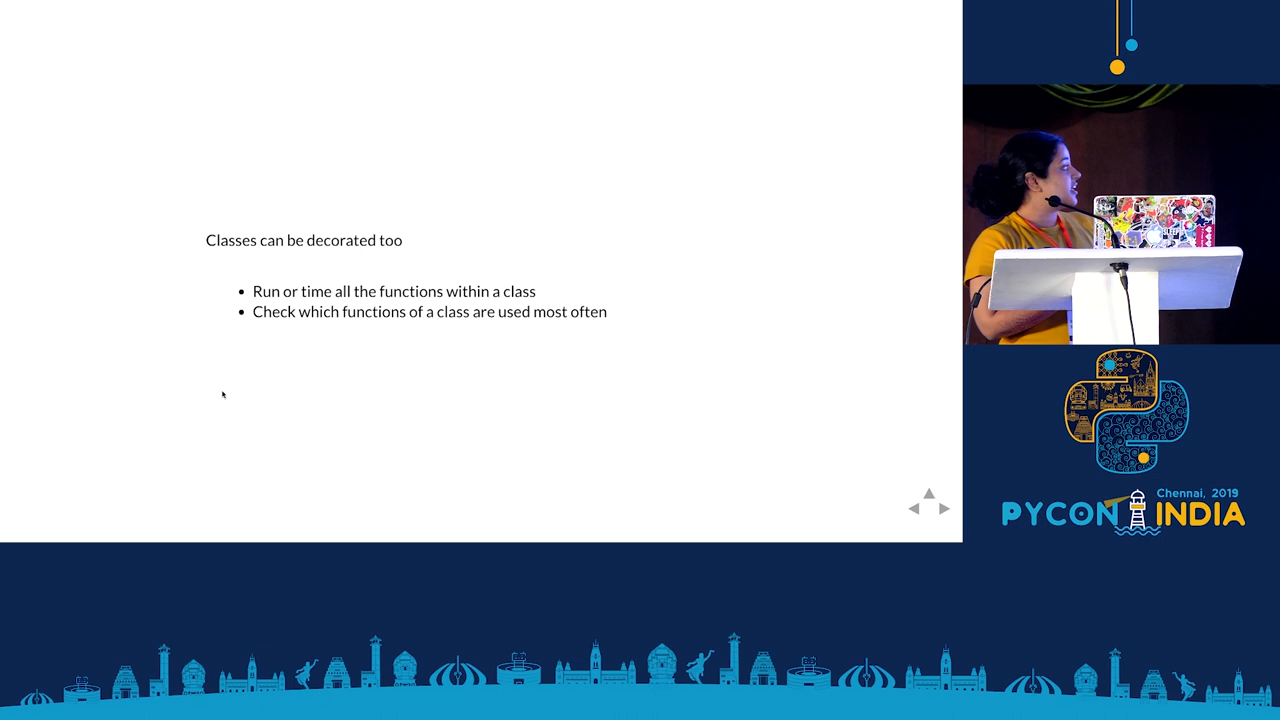 Classes can be decorated too
• Run or time all the functions within a class
• Check which functions of a class are used most often
Chennai, 2019
PYCON INDIA